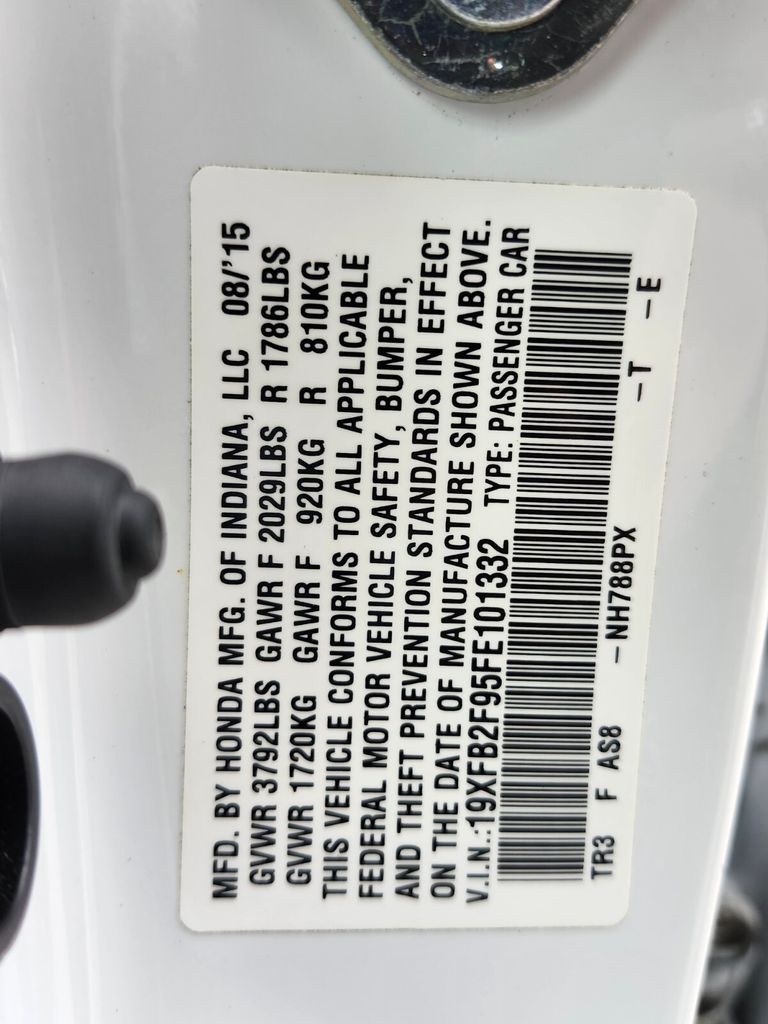 MFD. BY HONDA MFG. OF INDIANA, LLC 08/'15
GVWR 3792LBS GAWR F 2029LBS R 1786LBS
GVWR 1720KG GAWR F 920KG R 810KG
THIS VEHICLE CONFORMS TO ALL APPLICABLE
FEDERAL MOTOR VEHICLE SAFETY, BUMPER,
AND THEFT PREVENTION STANDARDS IN EFFECT
ON THE DATE OF MANUFACTURE SHOWN ABOVE.
V.I.N.:19XFB2F95FE101332 TYPE: PASSENGER CAR
TR3 F AS8 -NH788PX -T -E